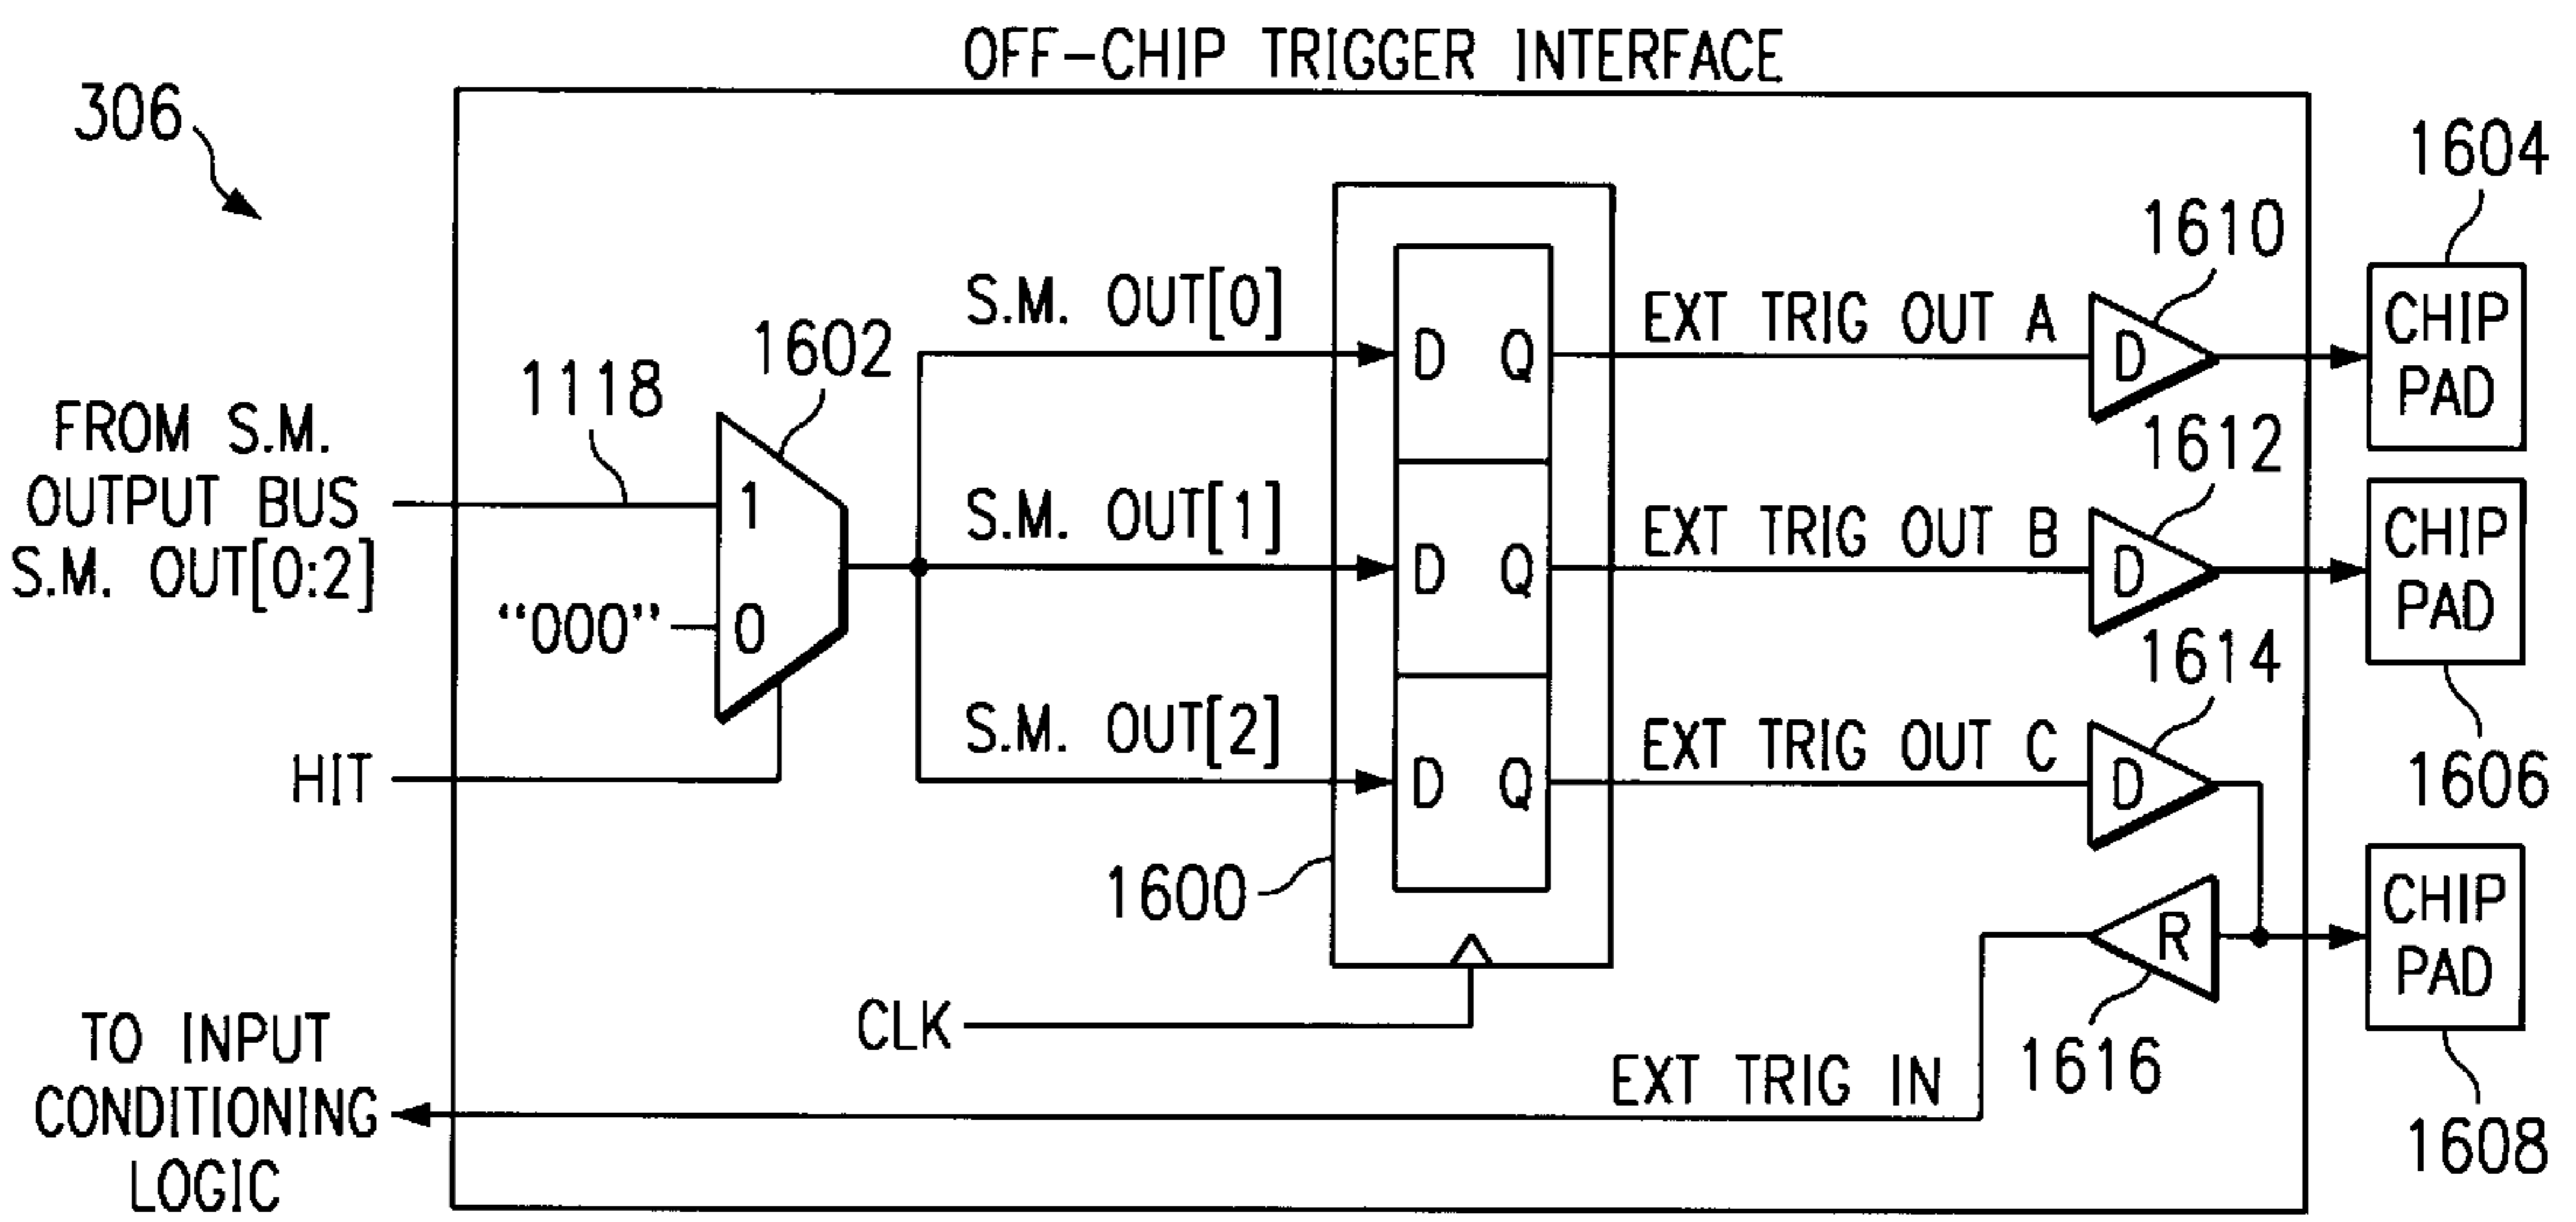 OFF-CHIP TRIGGER INTERFACE
306
1604
1610
S.M. OUT[0]
EXT TRIG OUT A
D Q
D
CHIP
PAD
1602
1118
1
0
FROM S.M.
OUTPUT BUS
S.M. OUT[0:2]
"000"
HIT
S.M. OUT[1]
EXT TRIG OUT B
D Q
D
1612
CHIP
PAD
1606
S.M. OUT[2]
EXT TRIG OUT C
D Q
D
1614
1600
R
1616
CHIP
PAD
1608
CLK
EXT TRIG IN
TO INPUT
CONDITIONING
LOGIC